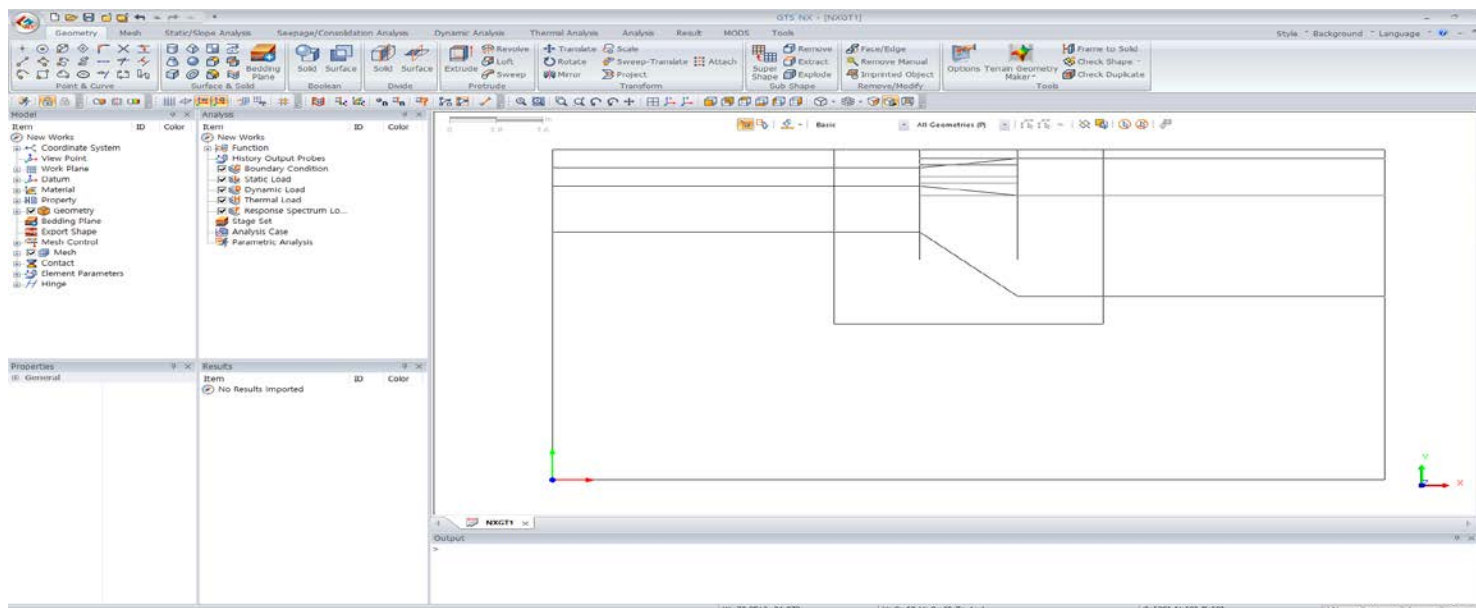 GTS NX - [NXGT1]
Geometry Mesh Static/Slope Analysis Seepage/Consolidation Analysis Dynamic Analysis Thermal Analysis Analysis Result MODS Tools Style Background Language
Revolve Translate Scale Remove Face/Edge Frame to Solid
Loft Rotate Sweep-Translate Attach Extract Remove Manual Check Shape
Bedding Plane Solid Surface Solid Surface Extrude Sweep Mirror Project Super Shape Explode Imprinted Object Options Terrain Geometry Maker Check Duplicate
Point & Curve Surface & Solid Boolean Divide Protrude Transform Sub Shape Remove/Modify Tools
Model
Item ID Color
New Works
Coordinate System
View Point
Work Plane
Datum
Material
Property
Geometry
Bedding Plane
Export Shape
Mesh Control
Mesh
Contact
Element Parameters
Hinge
Analysis
Item ID Color
New Works
Function
History Output Probes
Boundary Condition
Static Load
Dynamic Load
Thermal Load
Response Spectrum Lo...
Stage Set
Analysis Case
Parametric Analysis
Basic All Geometries (P)
Y
X
Properties
General
Results
Item ID Color
No Results Imported
NXGT1
Output
>